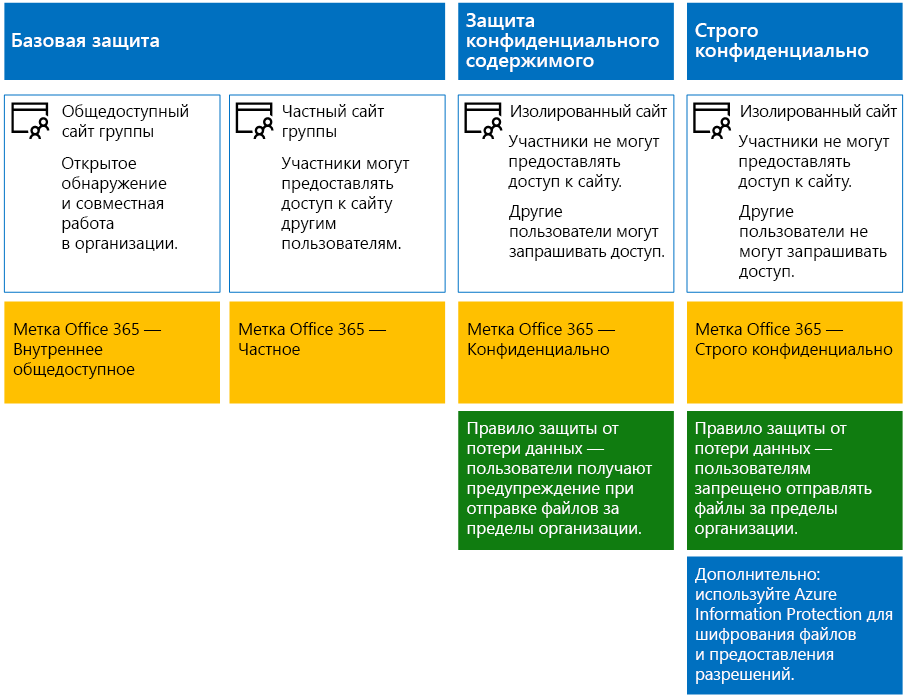 Базовая защита
Защита
конфиденциального
содержимого
Строго
конфиденциально
Общедоступный
сайт группы
Открытое
обнаружение
и совместная
работа
в организации.
Частный сайт
группы
Участники могут
предоставлять
доступ к сайту
другим
пользователям.
Изолированный сайт
Участники не могут
предоставлять
доступ к сайту.
Другие
пользователи могут
запрашивать доступ.
Изолированный сайт
Участники не могут
предоставлять
доступ к сайту.
Другие
пользователи не
могут запрашивать
доступ.
Метка Office 365 —
Внутреннее
общедоступное
Метка Office 365 —
Частное
Метка Office 365 —
Конфиденциально
Метка Office 365 —
Строго конфиденциально
Правило защиты от
потери данных —
пользователи получают
предупреждение при
отправке файлов за
пределы организации.
Правило защиты от
потери данных —
пользователям
запрещено отправлять
файлы за пределы
организации.
Дополнительно:
используйте Azure
Information Protection для
шифрования файлов
и предоставления
разрешений.